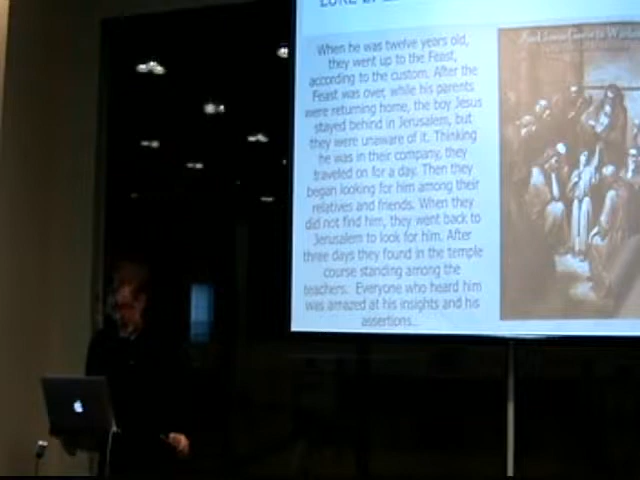 LUKE 2:
When he was twelve years old,
they went up to the Feast,
according to the custom. After the
Feast was over, while his parents
were returning home, the boy Jesus
stayed behind in Jerusalem, but
they were unaware of it. Thinking
he was in their company, they
traveled on for a day. Then they
began looking for him among their
relatives and friends. When they
did not find him, they went back to
Jerusalem to look for him. After
three days they found in the temple
course standing among the
teachers. Everyone who heard him
was amazed at his insights and his
assertions...